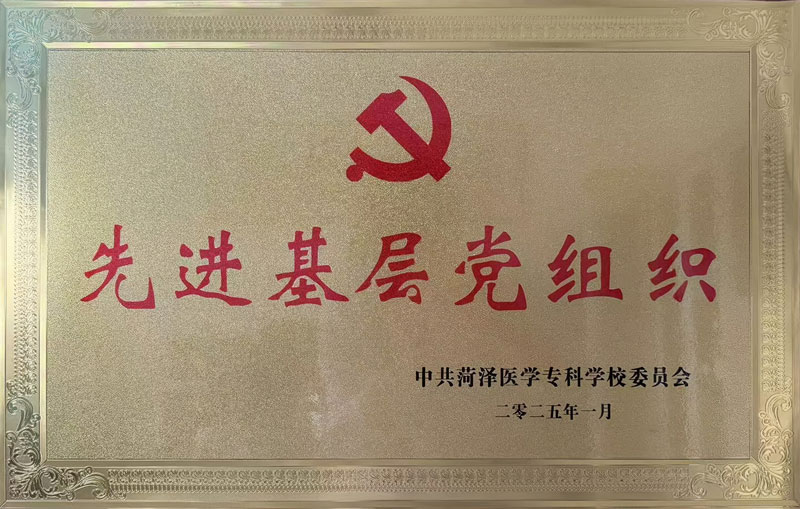 先进基层党组织
中共菏泽医学专科学校委员会
二零二五年一月